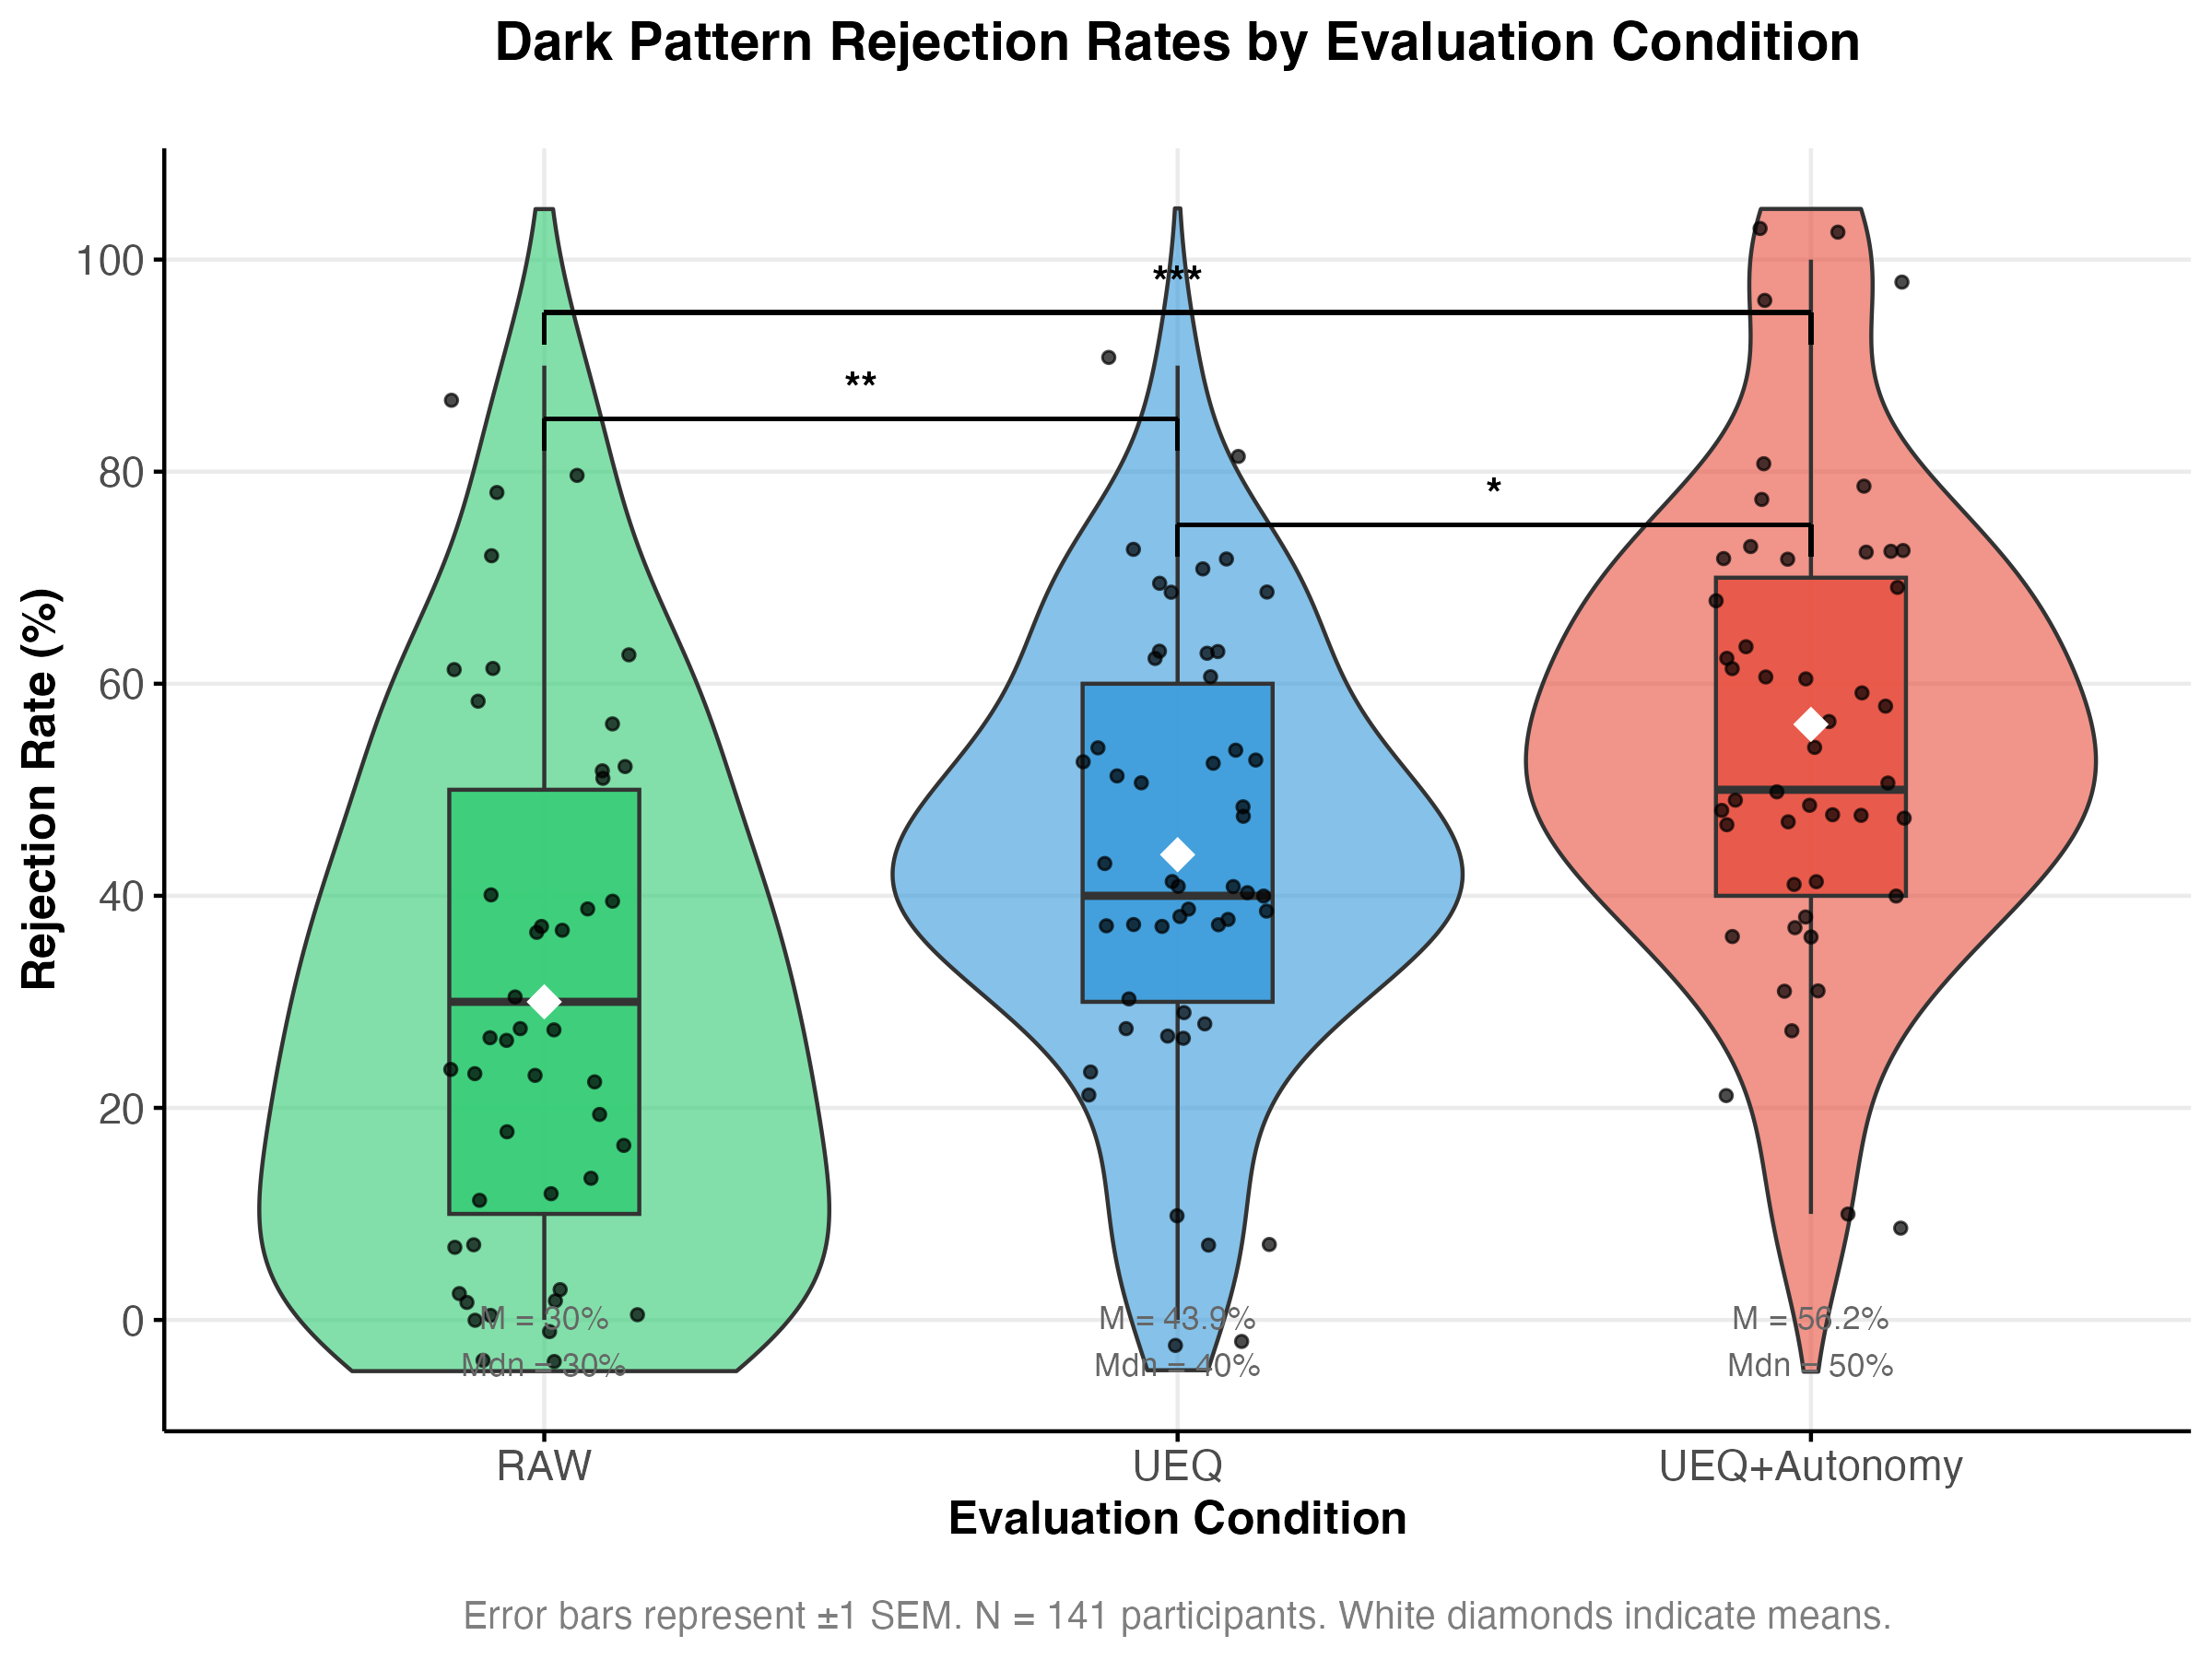 Dark Pattern Rejection Rates by Evaluation Condition
Rejection Rate (%)
100
80
60
40
20
0
***
**
*
M = 30%
Mdn = 30%
M = 43.9%
Mdn = 40%
M = 56.2%
Mdn = 50%
RAW
UEQ
UEQ+Autonomy
Evaluation Condition
Error bars represent ±1 SEM. N = 141 participants. White diamonds indicate means.